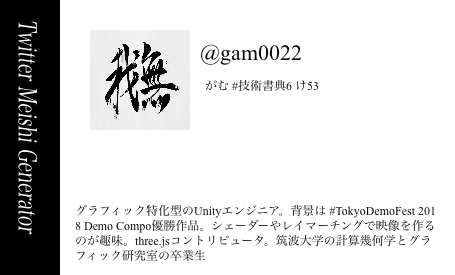 Twitter Meishi Generator
我無
@gam0022
がむ #技術書典6 け53
グラフィック特化型のUnityエンジニア。背景は #TokyoDemoFest 201
8 Demo Compo優勝作品。シェーダーやレイマーチングで映像を作る
のが趣味。three.jsコントリビュータ。筑波大学の計算幾何学とグラ
フィック研究室の卒業生